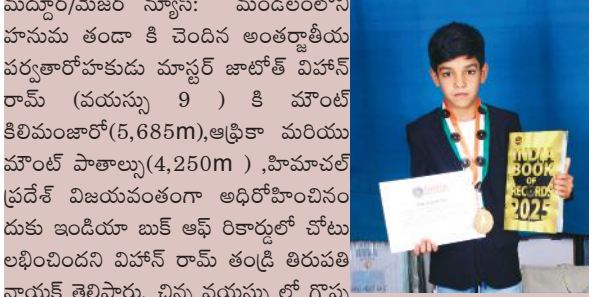 మద్దూర్/మేజర్ న్యూస్: మండలంలోని
హనుమ తండా కి చెందిన అంతర్జాతీయ
పర్వతారోహకుడు మాస్టర్ జాటోత్ విహాన్
రామ్ (వయస్సు 9 ) కి మౌంట్
కిలిమంజారో(5,685m),ఆఫ్రికా మరియు
మౌంట్ పాతాల్సు(4,250m ) ,హిమాచల్
ప్రదేశ్ విజయవంతంగా అధిరోహించినం
దుకు ఇండియా బుక్ ఆఫ్ రికార్డులో చోటు
లభించిందని విహాన్ రామ్ తండ్రి తిరుపతి
నాయక్ తెలిపారు. చిన్న వయస్సు లో గొప్ప
INDIA
BOOK
OF
RECORDS
2025